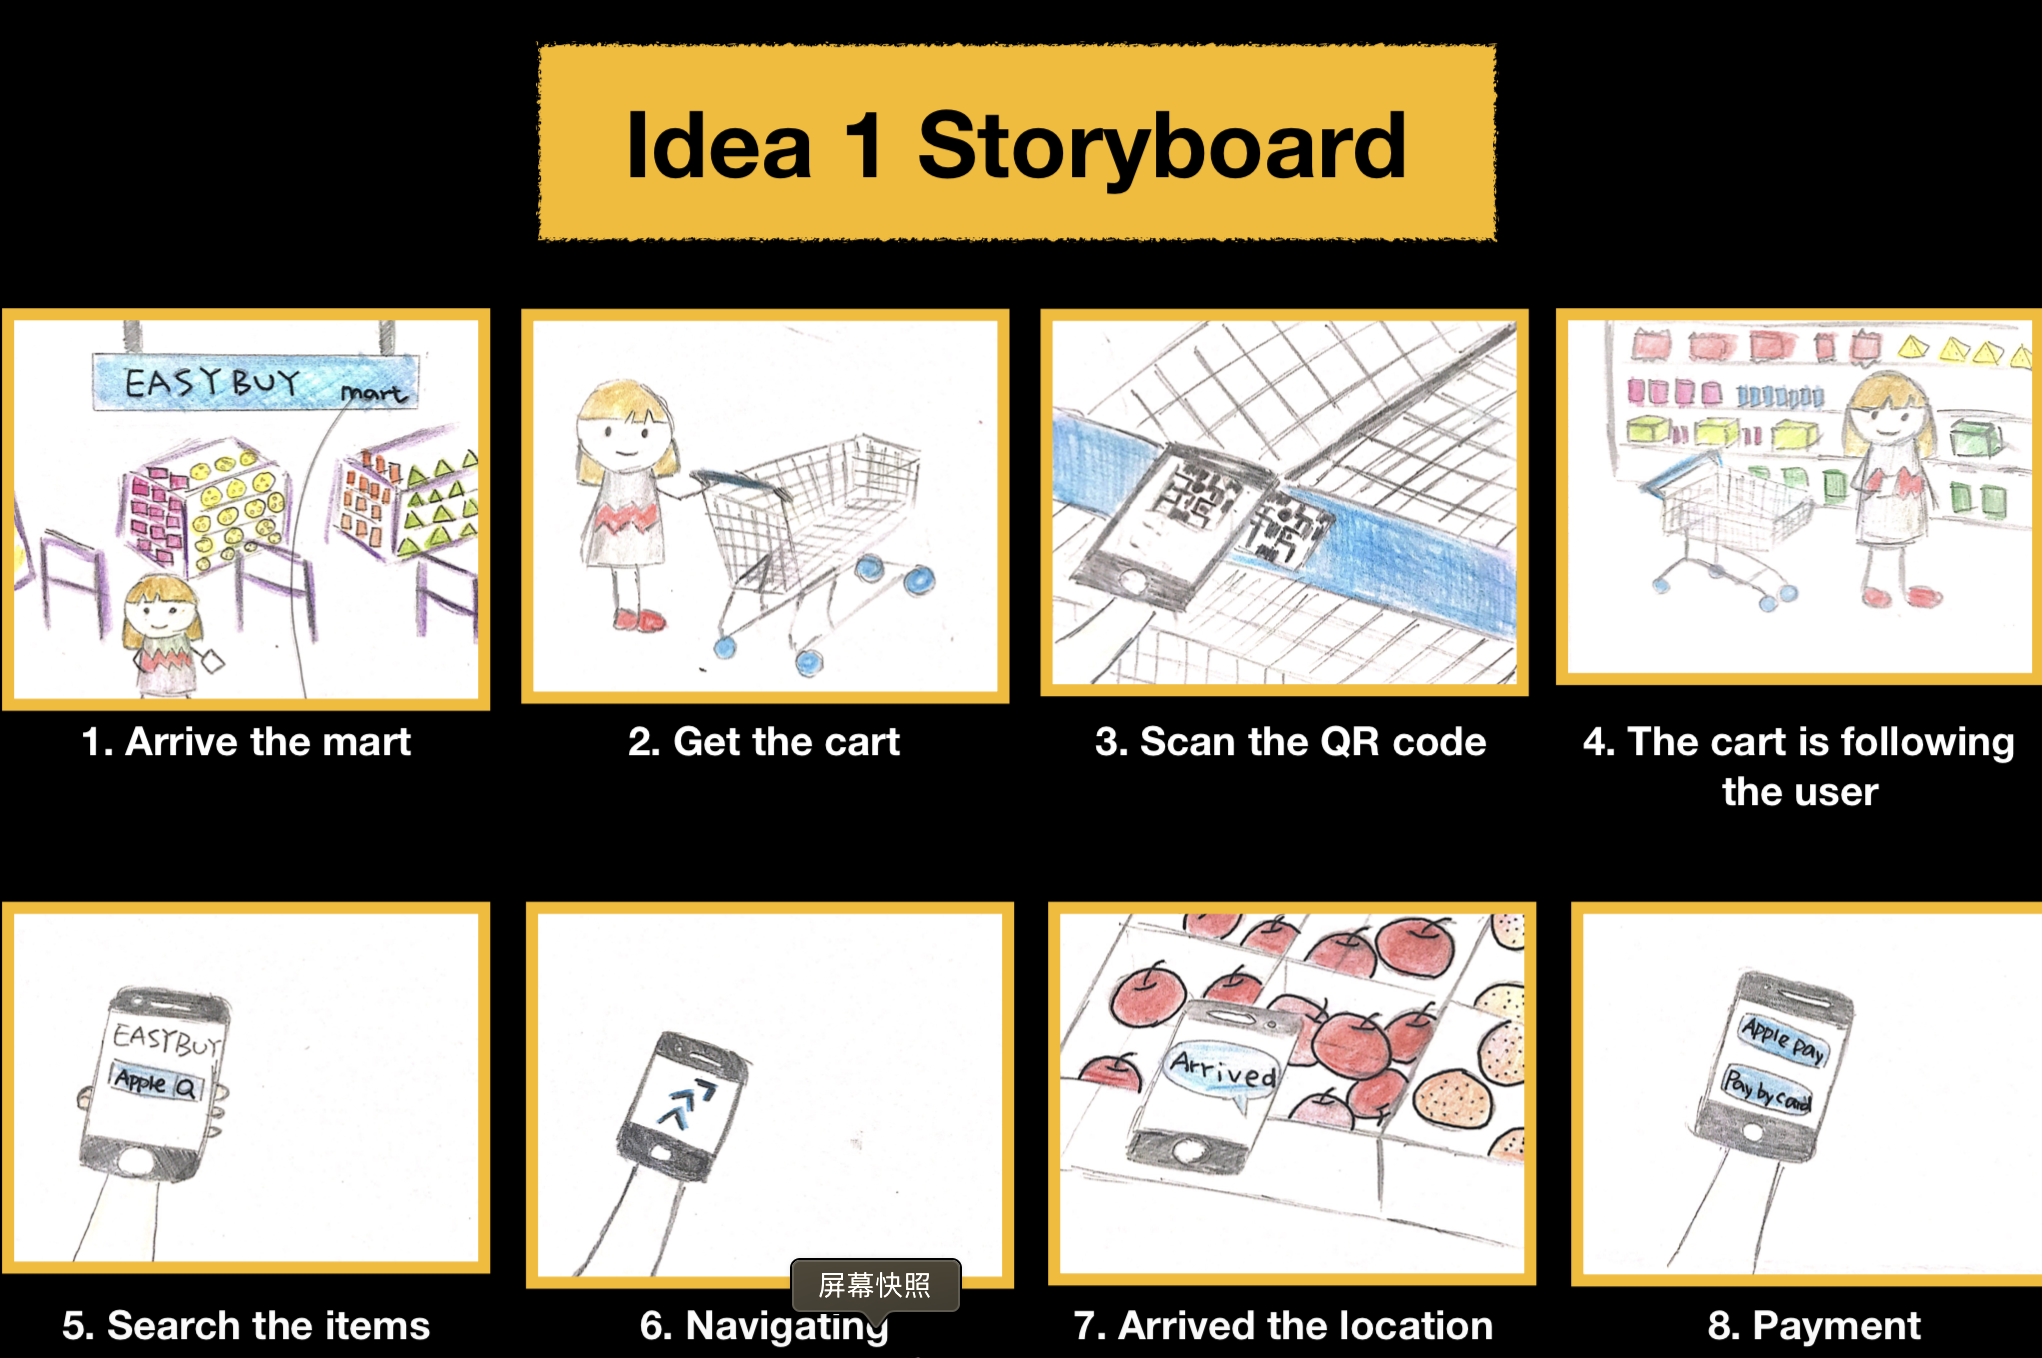 Idea 1 Storyboard
EASYBUY mart
1. Arrive the mart
2. Get the cart
3. Scan the QR code
4. The cart is following
the user
EASYBUY
Apple
5. Search the items
6. Navigating
屏幕快照
Arrived
7. Arrived the location
Apple pay
Pay by card
8. Payment